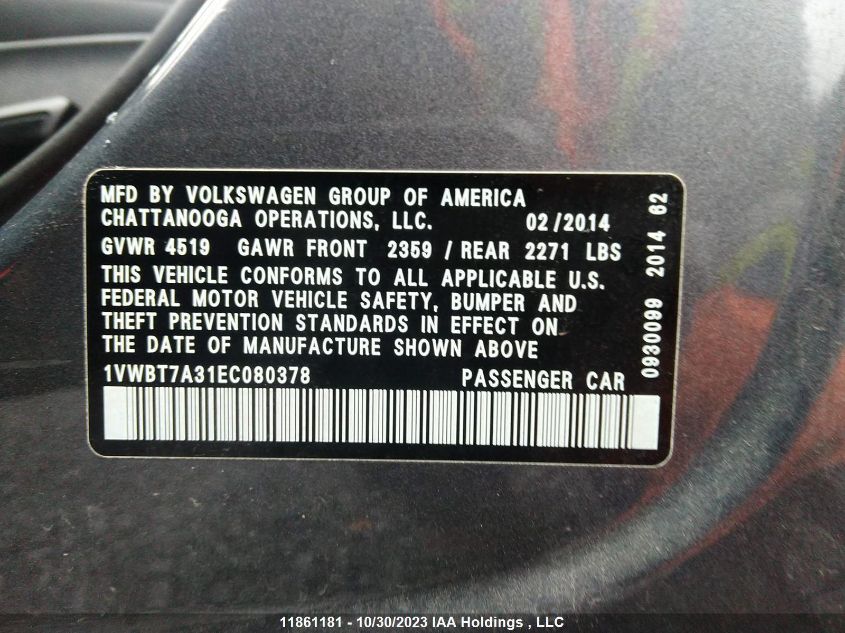 MFD BY VOLKSWAGEN GROUP OF AMERICA
CHATTANOOGA OPERATIONS, LLC. 02/2014
GVWR 4519 GAWR FRONT 2359 / REAR 2271 LBS
THIS VEHICLE CONFORMS TO ALL APPLICABLE U.S.
FEDERAL MOTOR VEHICLE SAFETY, BUMPER AND
THEFT PREVENTION STANDARDS IN EFFECT ON
THE DATE OF MANUFACTURE SHOWN ABOVE
1VWBT7A31EC080378 PASSENGER CAR
0930099 2014 62
11861181 - 10/30/2023 IAA Holdings , LLC